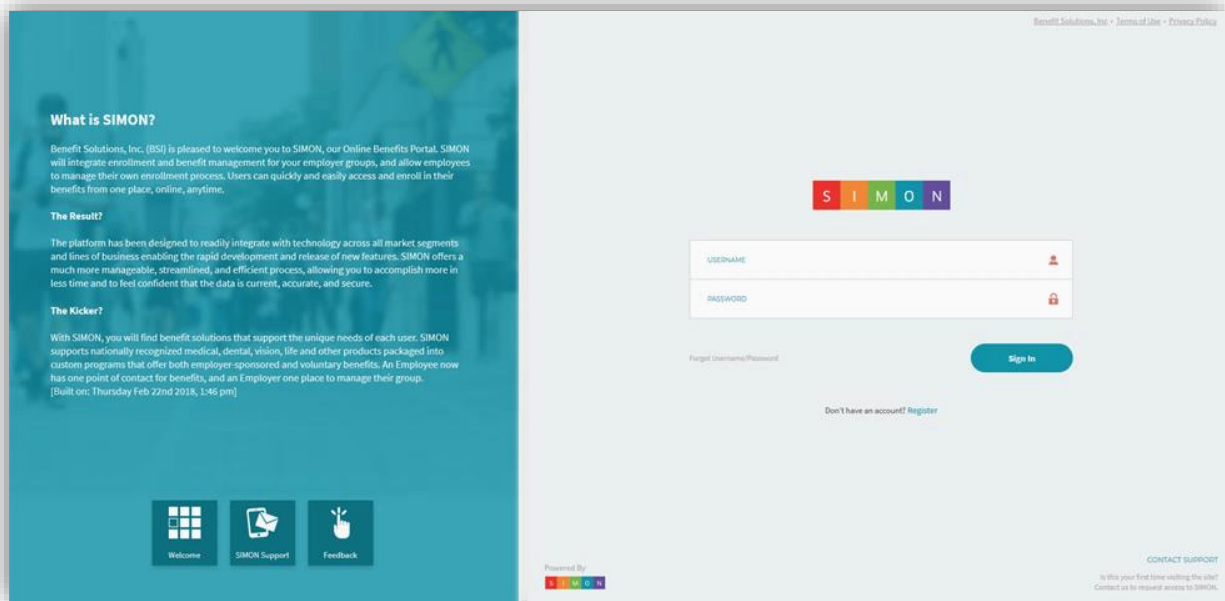 Benefit Solutions, Inc • Terms of Use • Privacy Policy
What is SIMON?
Benefit Solutions, Inc. (BSI) is pleased to welcome you to SIMON, our Online Benefits Portal. SIMON
will integrate enrollment and benefit management for your employer groups, and allow employees
to manage their own enrollment process. Users can quickly and easily access and enroll in their
benefits from one place, online, anytime.
The Result?
The platform has been designed to readily integrate with technology across all market segments
and lines of business enabling the rapid development and release of new features. SIMON offers a
much more manageable, streamlined, and efficient process, allowing you to accomplish more in
less time and to feel confident that the data is current, accurate, and secure.
The Kicker?
With SIMON, you will find benefit solutions that support the unique needs of each user. SIMON
supports nationally recognized medical, dental, vision, life and other products packaged into
custom programs that offer both employer-sponsored and voluntary benefits. An Employee now
has one point of contact for benefits, and an Employer one place to manage their group.
[Built on: Thursday Feb 22nd 2018, 1:46 pm]
Welcome
SIMON Support
Feedback
SIMON
USERNAME
PASSWORD
Forgot Username/Password
Sign In
Don't have an account? Register
Powered By
SIMON
CONTACT SUPPORT
Is this your first time visiting the site?
Contact us to request access to SIMON.